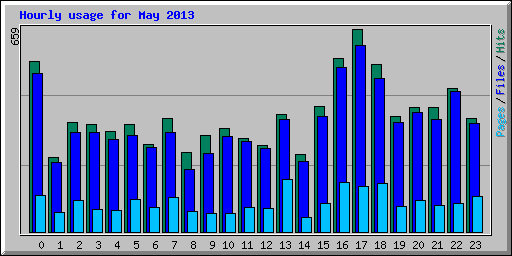 Hourly usage for May 2013
659
0 1 2 3 4 5 6 7 8 9 10 11 12 13 14 15 16 17 18 19 20 21 22 23
Pages/Files/Hits